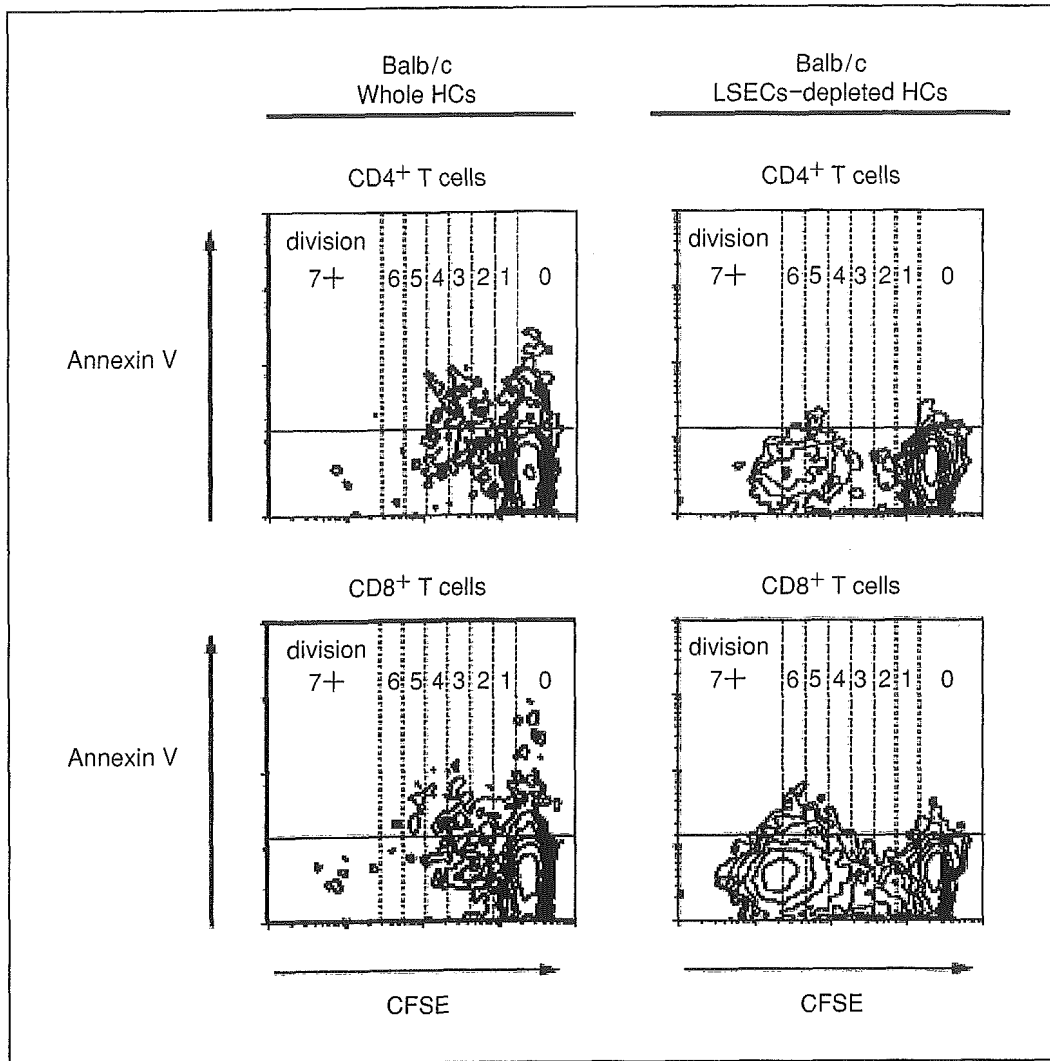 Balb/c
Whole HCs
Balb/c
LSECs-depleted HCs
CD4+ T cells
CD4+ T cells
division
7+ 6 5 4 3 2 1 0
division
7+ 6 5 4 3 2 1 0
Annexin V
CD8+ T cells
CD8+ T cells
division
7+ 6 5 4 3 2 1 0
division
7+ 6 5 4 3 2 1 0
Annexin V
CFSE
CFSE